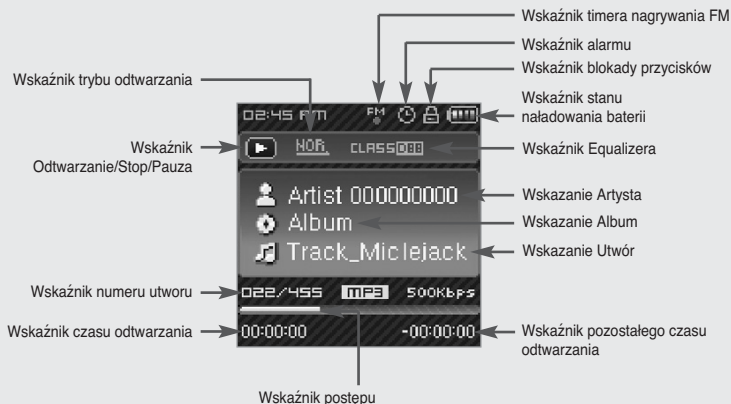 Wskaźnik timera nagrywania FM
Wskaźnik alarmu
Wskaźnik blokady przycisków
Wskaźnik stanu
naładowania baterii
Wskaźnik trybu odtwarzania
Wskaźnik
Odtwarzanie/Stop/Pauza
Wskaźnik Equalizera
Wskazanie Artysta
Wskazanie Album
Wskazanie Utwór
Wskaźnik numeru utworu
Wskaźnik czasu odtwarzania
Wskaźnik pozostałego czasu
odtwarzania
Wskaźnik postępu
02:45 PM FM
NOR. CLASS
Artist 000000000
Album
Track_Miclejack
022/455 MP3 500Kbps
00:00:00 -00:00:00